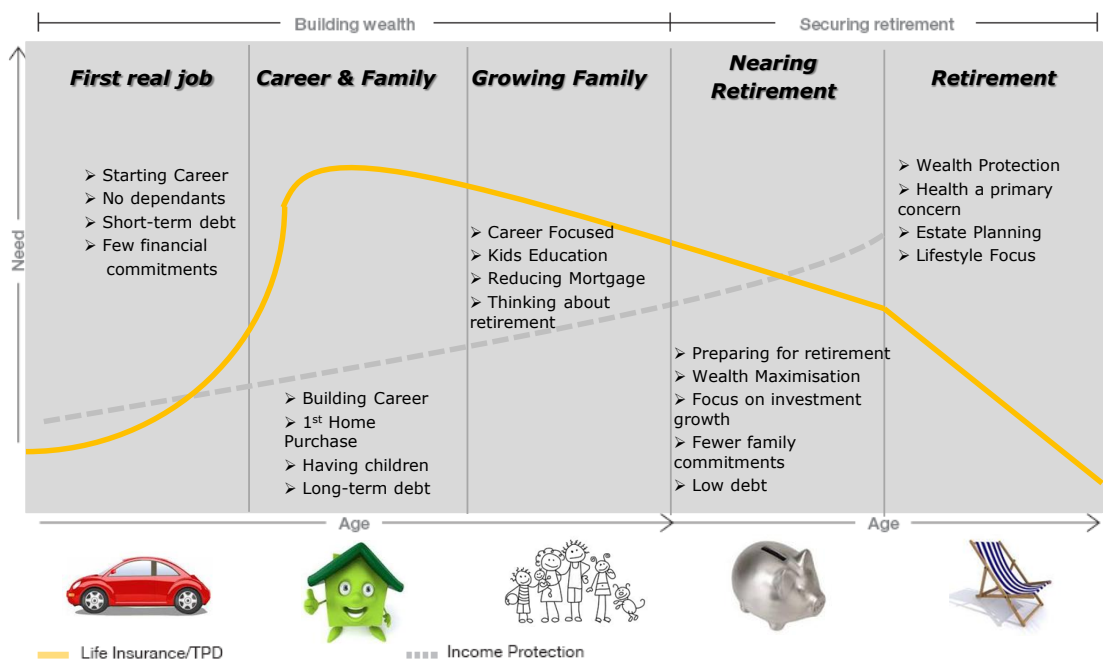 Building wealth
Securing retirement
First real job
Career & Family
Growing Family
Nearing
Retirement
Retirement
Need
➢ Starting Career
➢ No dependants
➢ Short-term debt
➢ Few financial
commitments
➢ Building Career
➢ 1st Home
Purchase
➢ Having children
➢ Long-term debt
➢ Career Focused
➢ Kids Education
➢ Reducing Mortgage
➢ Thinking about
retirement
➢ Preparing for retirement
➢ Wealth Maximisation
➢ Focus on investment
growth
➢ Fewer family
commitments
➢ Low debt
➢ Wealth Protection
➢ Health a primary
concern
➢ Estate Planning
➢ Lifestyle Focus
Age
Age
Life Insurance/TPD
Income Protection